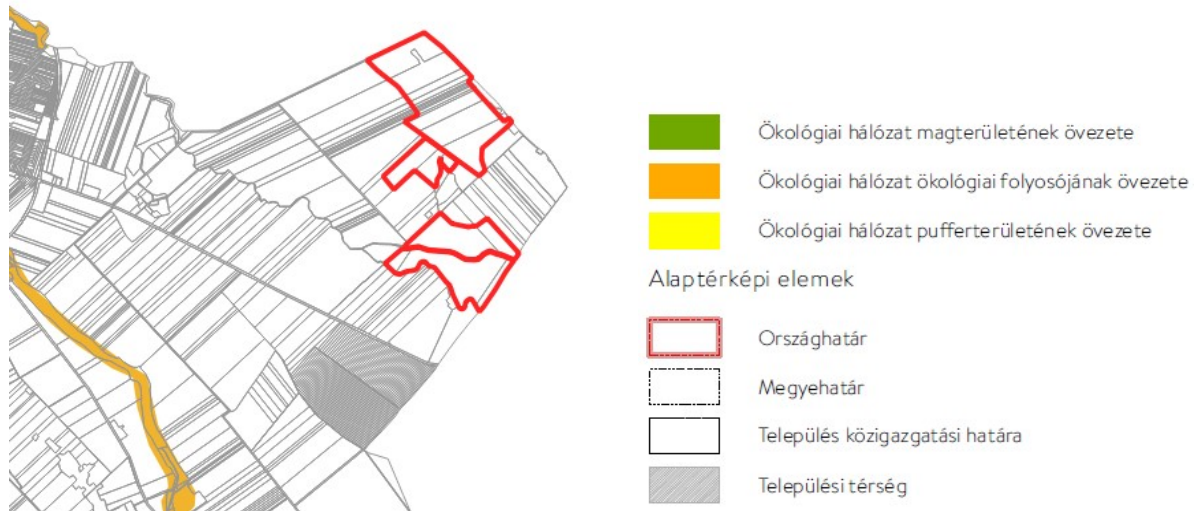 Ökológiai hálózat magterületének övezete
Ökológiai hálózat ökológiai folyosójának övezete
Ökológiai hálózat pufferterületének övezete
Alaptérképi elemek
Országhatár
Megyehatár
Település közigazgatási határa
Települési térség